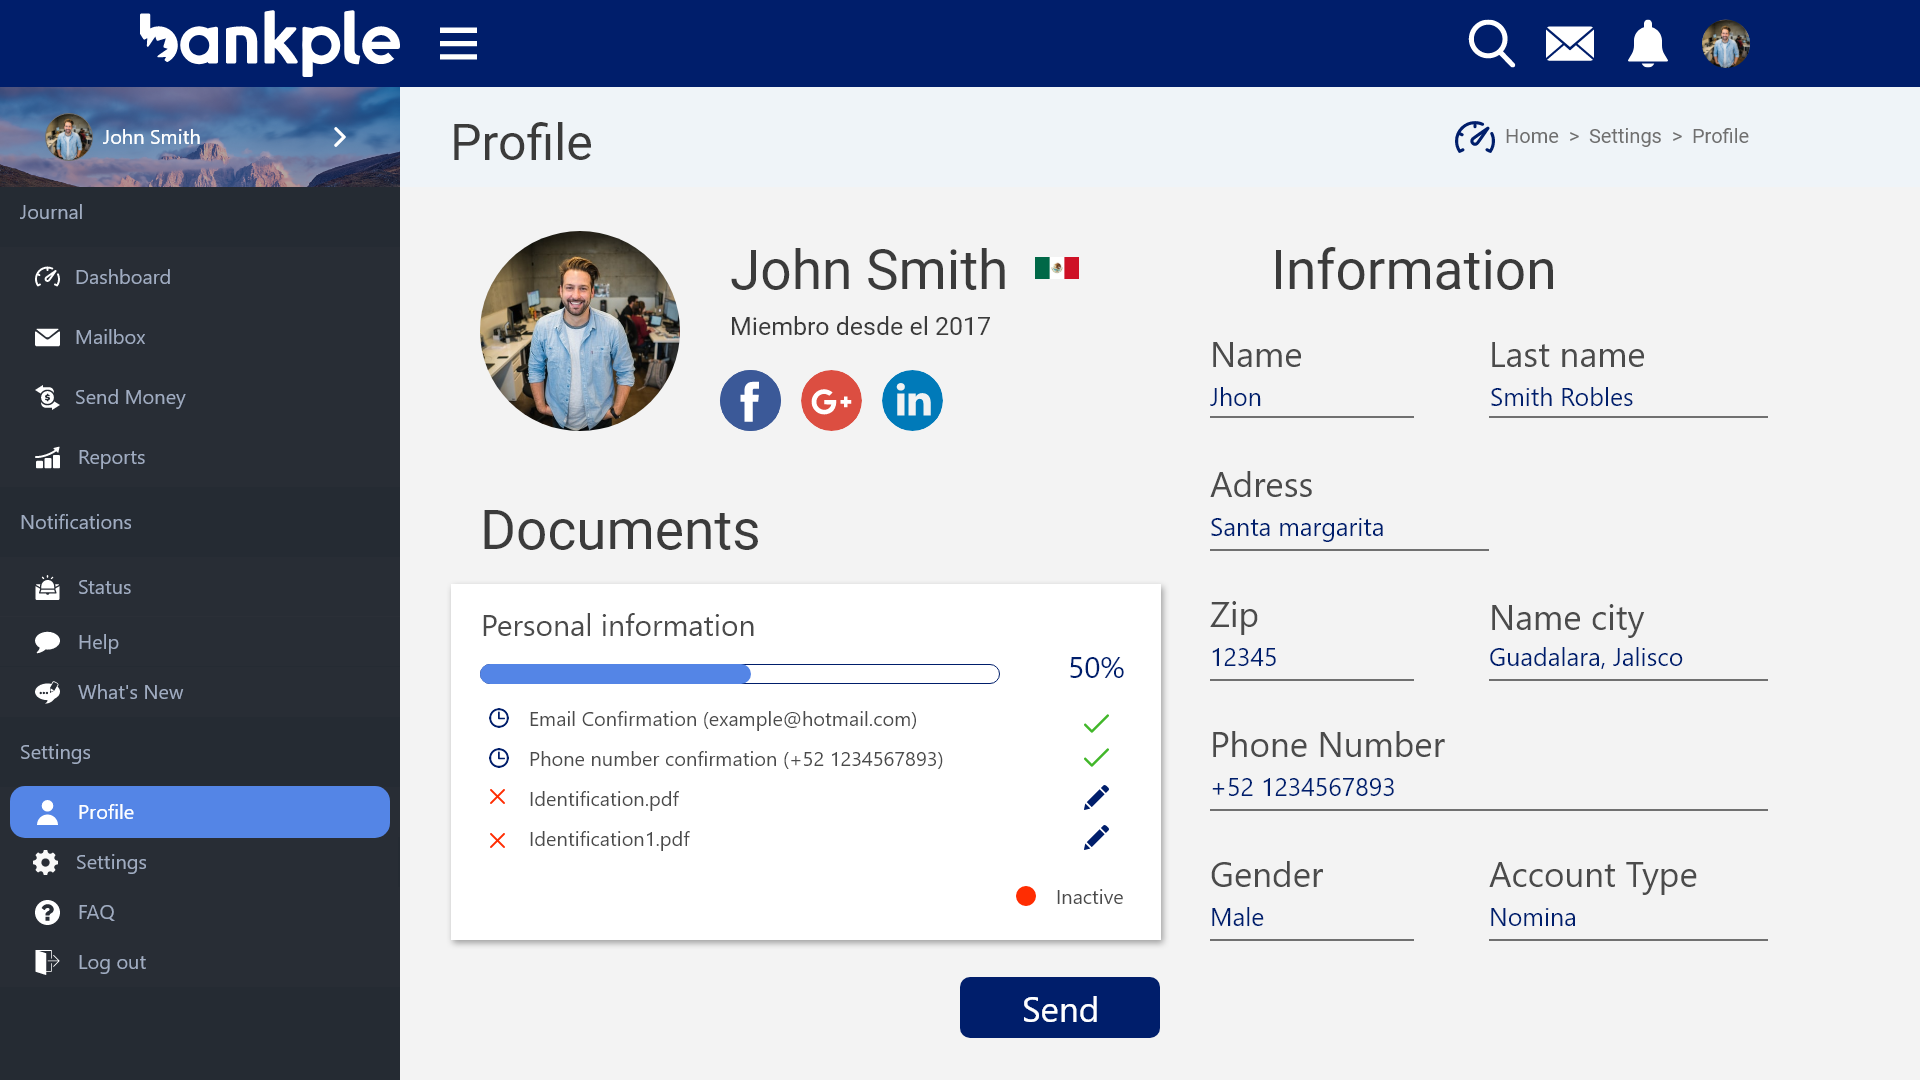 bankple
John Smith
Journal
Dashboard
Mailbox
Send Money
Reports
Notifications
Status
Help
What's New
Settings
Profile
Settings
FAQ
Log out
Profile
Home > Settings > Profile
John Smith
Miembro desde el 2017
f
G+
in
Documents
Personal information
50%
Email Confirmation (example@hotmail.com)
Phone number confirmation (+52 1234567893)
Identification.pdf
Identification1.pdf
Inactive
Send
Information
Name
Jhon
Last name
Smith Robles
Adress
Santa margarita
Zip
12345
Name city
Guadalara, Jalisco
Phone Number
+52 1234567893
Gender
Male
Account Type
Nomina